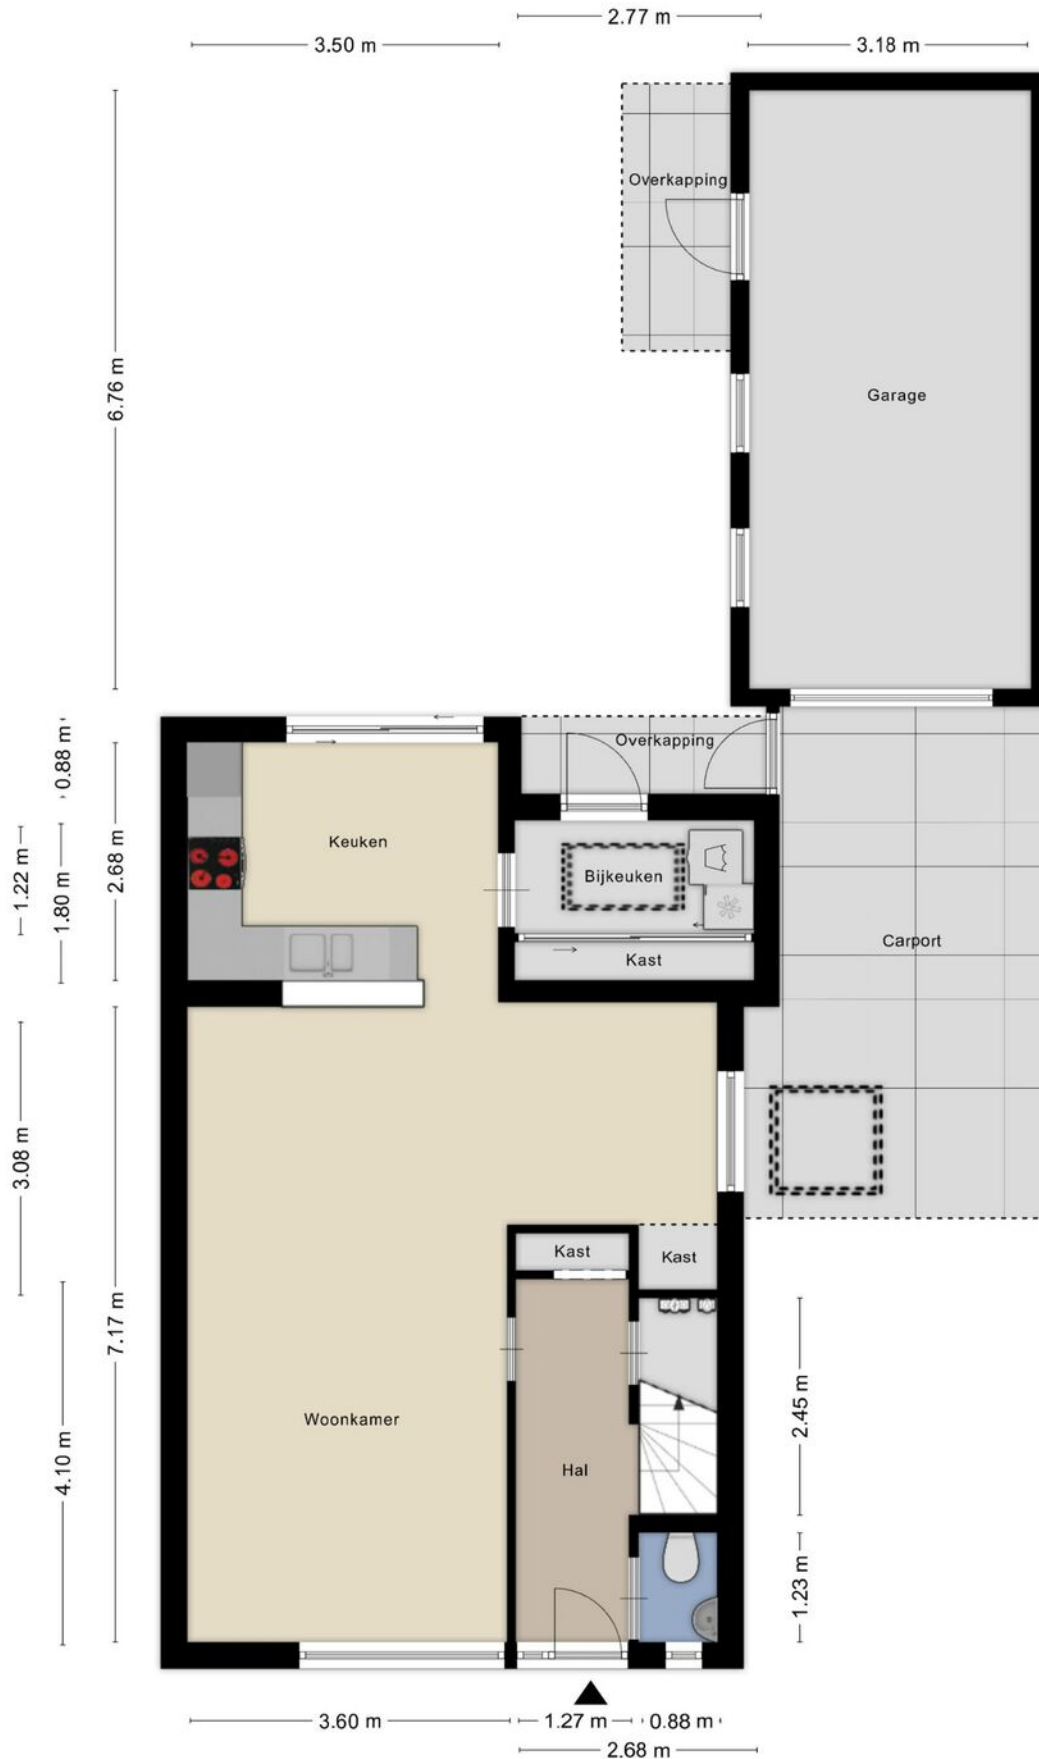 2.77 m
3.50 m
3.18 m
Overkapping
6.76 m
Garage
0.88 m
Overkapping
2.68 m
1.22 m
1.80 m
Keuken
Bijkeuken
Kast
Carport
3.08 m
7.17 m
4.10 m
Kast
Kast
Woonkamer
Hal
2.45 m
1.23 m
3.60 m
1.27 m
0.88 m
2.68 m